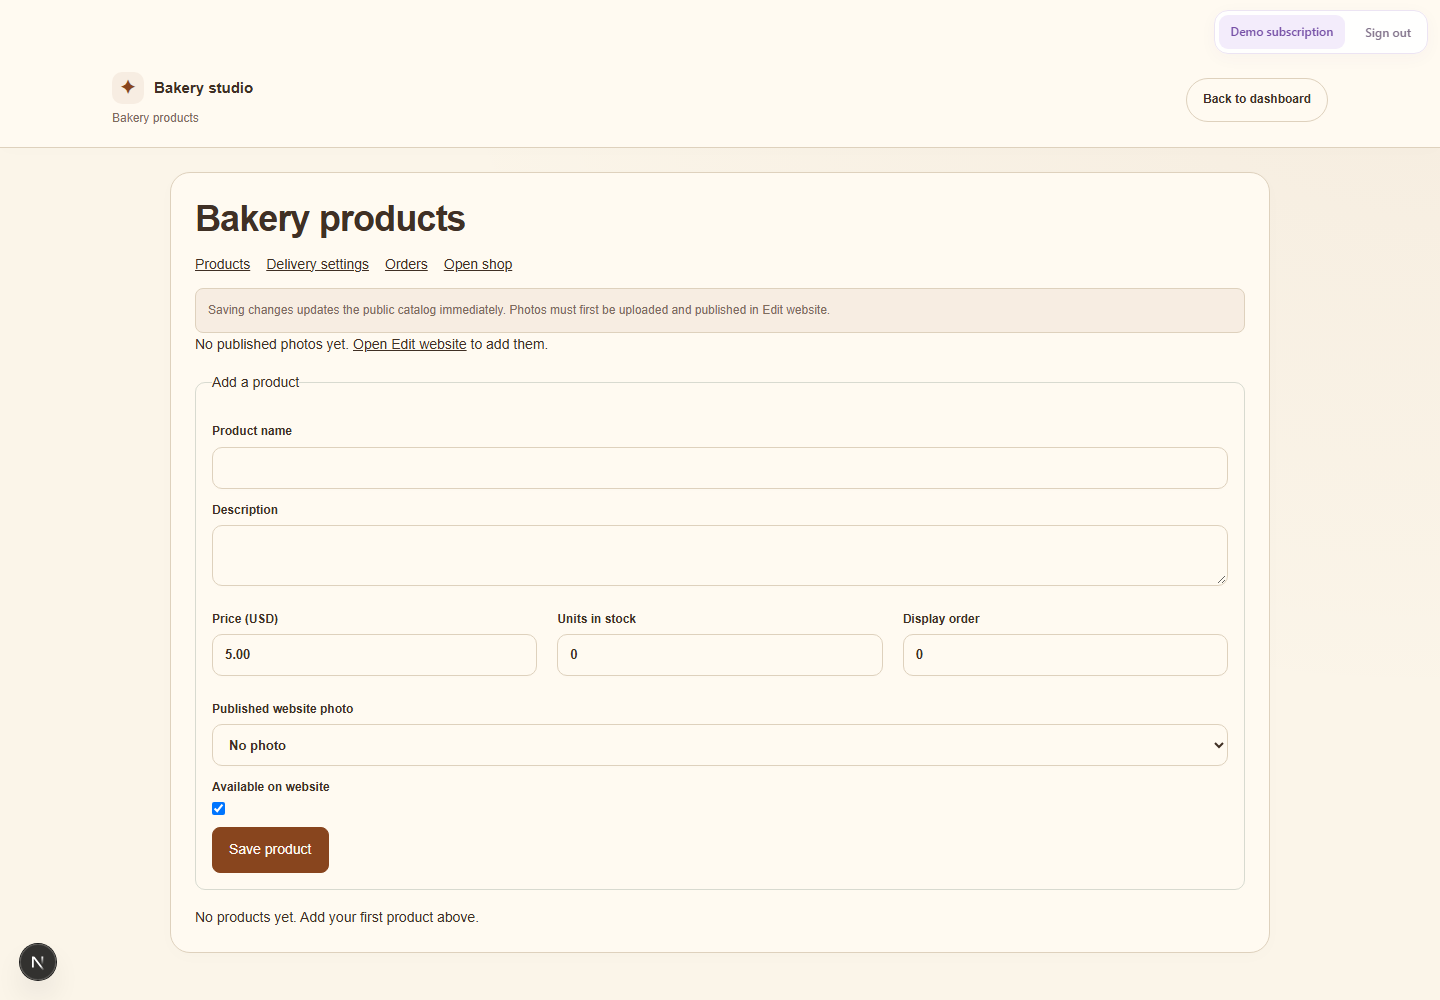 Demo subscription
Sign out
Bakery studio
Bakery products
Back to dashboard
Bakery products
Products Delivery settings Orders Open shop
Saving changes updates the public catalog immediately. Photos must first be uploaded and published in Edit website.
No published photos yet. Open Edit website to add them.
Add a product
Product name
Description
Price (USD) Units in stock Display order
5.00 0 0
Published website photo
No photo
Available on website
Save product
No products yet. Add your first product above.
N